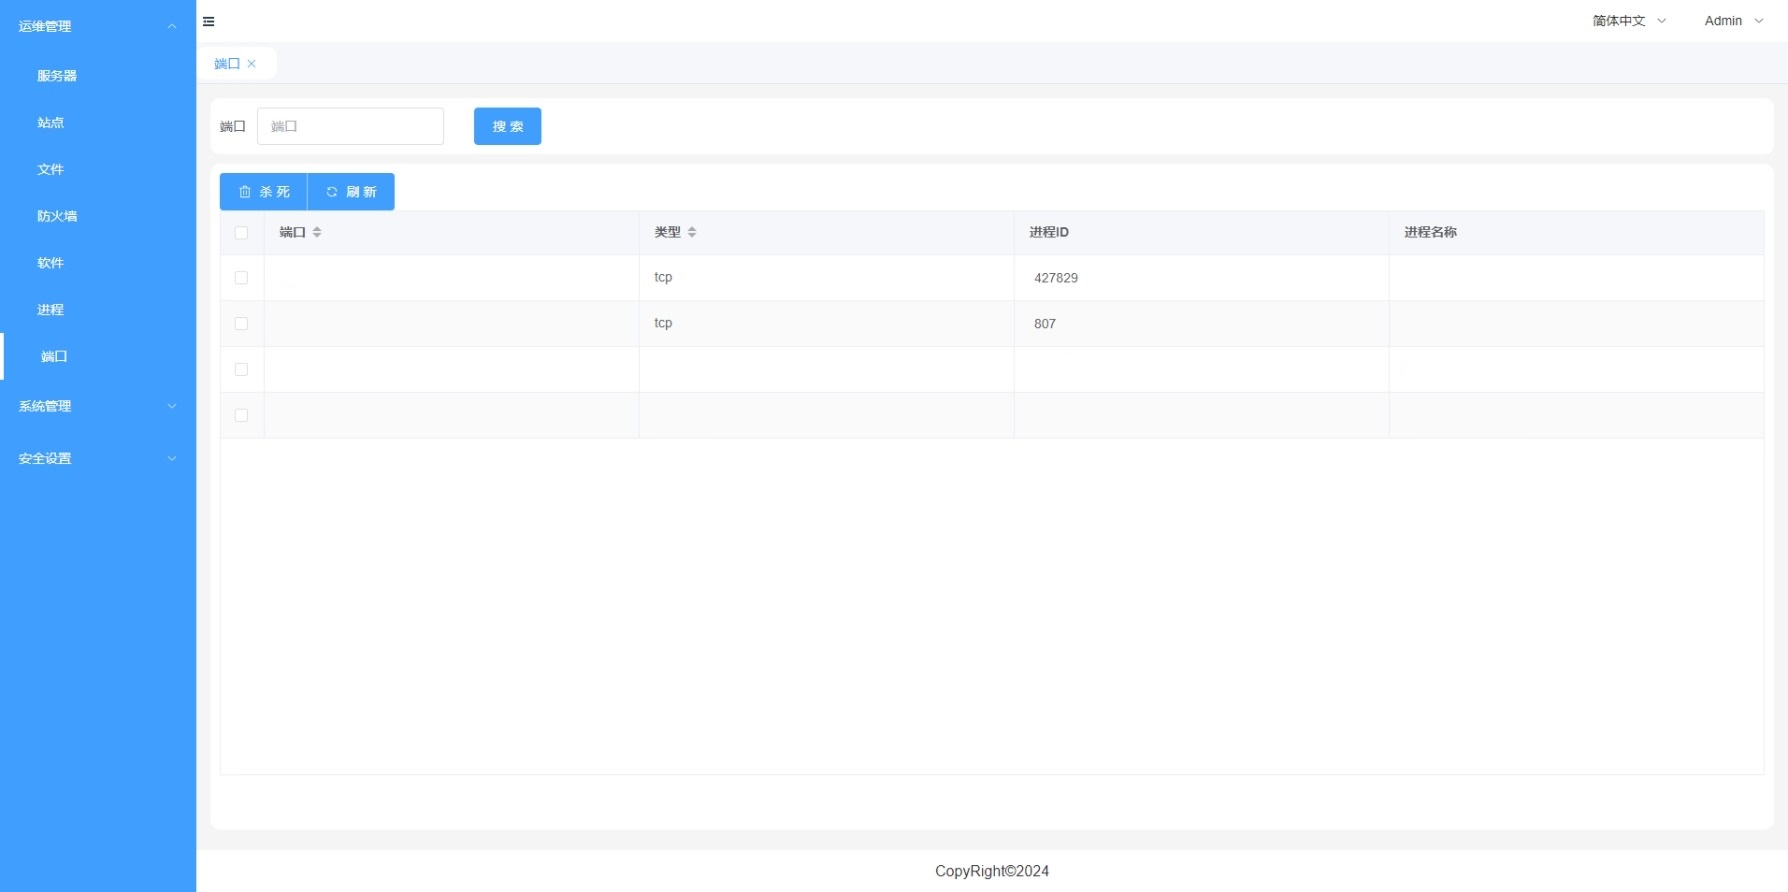 运维管理
简体中文
Admin
服务器
站点
文件
防火墙
软件
进程
端口
系统管理
安全设置
端口
端口 端口 搜 索
杀 死 刷 新
端口 类型 进程ID 进程名称
tcp 427829
tcp 807
CopyRight©2024